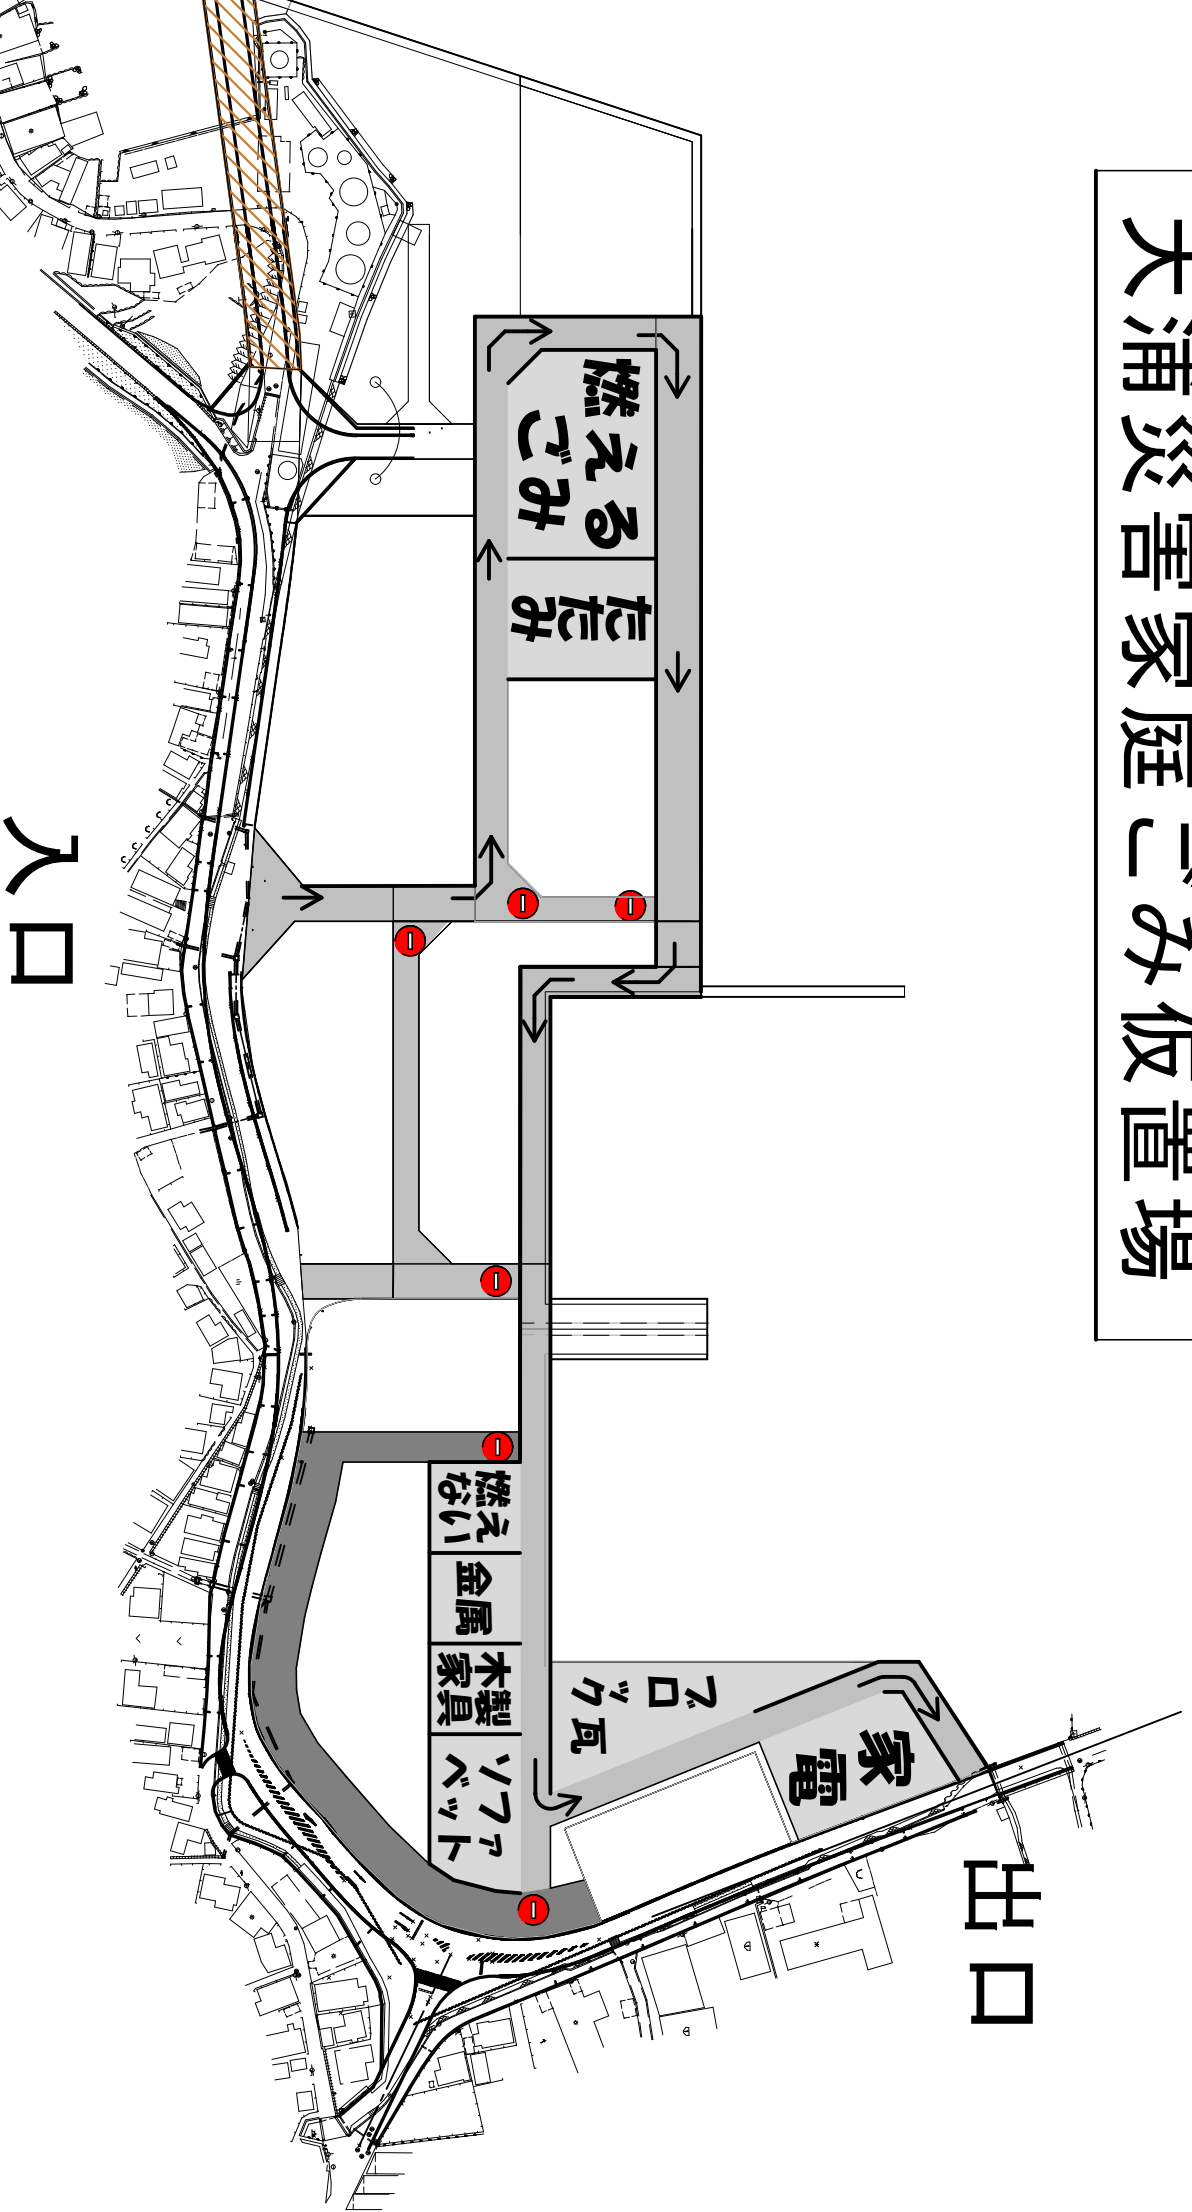 大浦災害家庭ごみ仮置場
燃える
ごみ
たたみ
燃え
ない
金属
木製
家具
ソファ
ベット
ブロ
ック瓦
家電
入口
出口